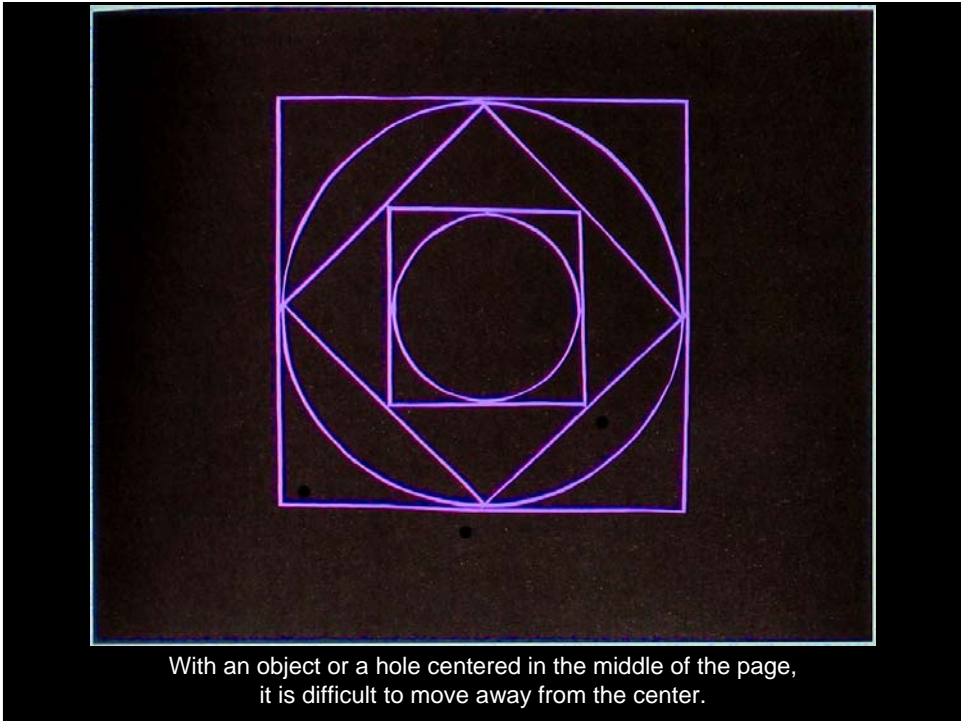 With an object or a hole centered in the middle of the page,
it is difficult to move away from the center.